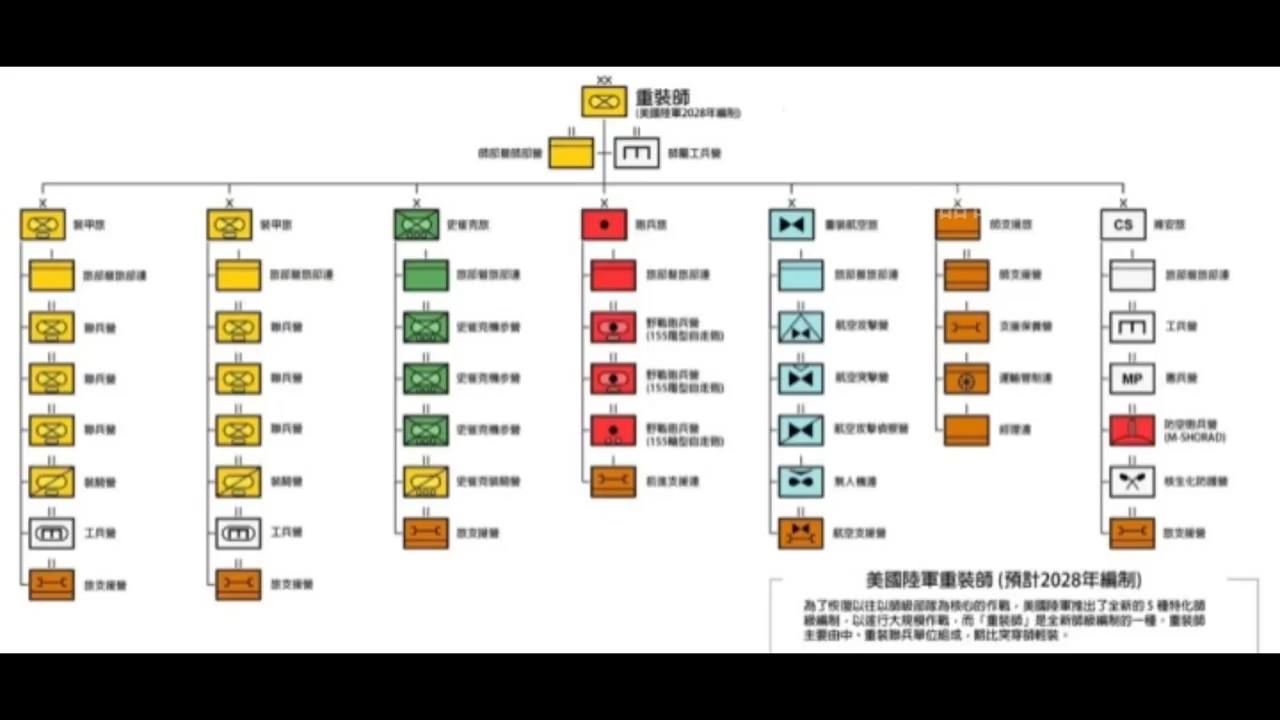 重裝師
(美國陸軍2028年編制)
師部暨師部營
師屬工兵營
裝甲旅
裝甲旅
史崔克旅
砲兵旅
重裝航空旅
師支援旅
CS
維安旅
旅部暨旅部連
旅部暨旅部連
旅部暨旅部連
旅部暨旅部連
旅部暨旅部連
師支援營
旅部暨旅部連
聯兵營
聯兵營
史崔克機步營
野戰砲兵營
(155履型自走砲)
航空攻擊營
支援保養營
工兵營
聯兵營
聯兵營
史崔克機步營
野戰砲兵營
(155履型自走砲)
航空突擊營
運輸管制連
MP
憲兵營
聯兵營
聯兵營
史崔克機步營
野戰砲兵營
(155輪型自走砲)
航空攻擊偵察營
經理連
防空砲兵營
(M-SHORAD)
裝騎營
裝騎營
史崔克裝騎營
前進支援連
無人機連
核生化防護營
工兵營
工兵營
旅支援營
航空支援營
旅支援營
旅支援營
旅支援營
美國陸軍重裝師 (預計2028年編制)
為了恢復以往以師級部隊為核心的作戰，美國陸軍推出了全新的 5 種特化師
級編制，以遂行大規模作戰，而「重裝師」是全新師級編制的一種。重裝師
主要由中、重裝聯兵單位組成，較比突穿師輕裝。